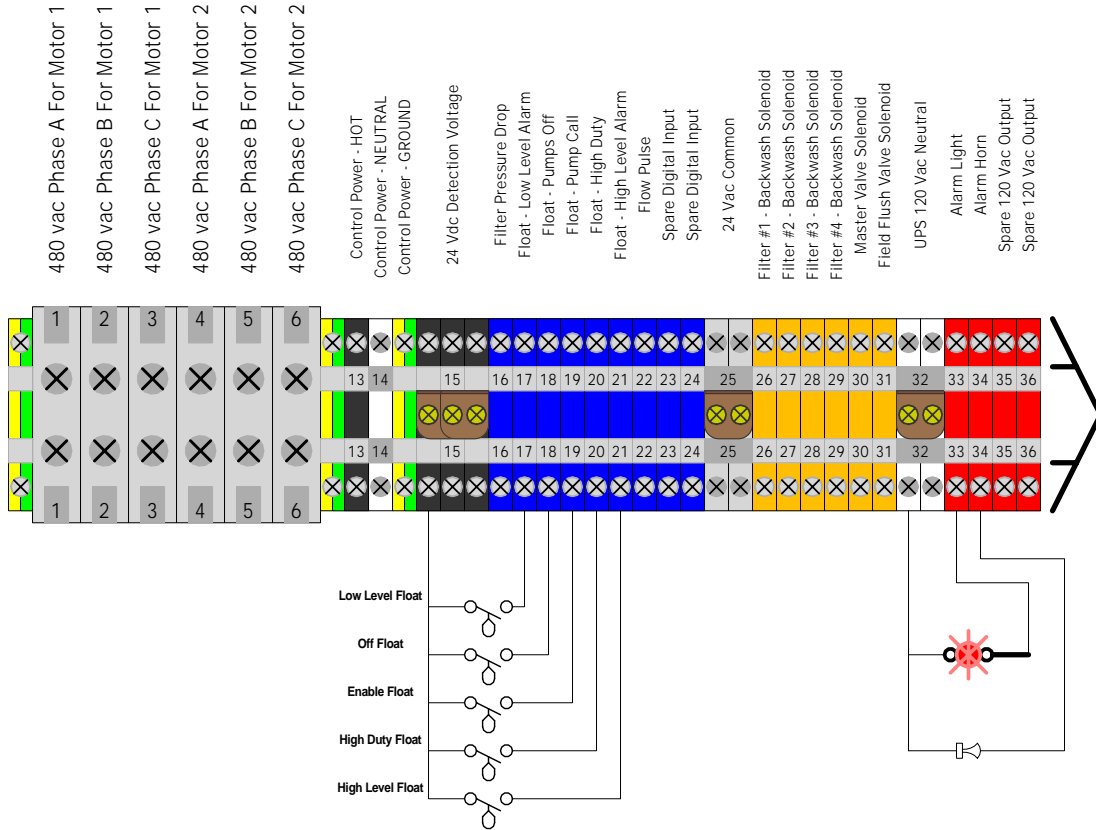 480 vac Phase A For Motor 1
480 vac Phase B For Motor 1
480 vac Phase C For Motor 1
480 vac Phase A For Motor 2
480 vac Phase B For Motor 2
480 vac Phase C For Motor 2
Control Power - HOT
Control Power - NEUTRAL
Control Power - GROUND
24 Vdc Detection Voltage
Filter Pressure Drop
Float - Low Level Alarm
Float - Pumps Off
Float - Pump Call
Float - High Duty
Float - High Level Alarm
Flow Pulse
Spare Digital Input
Spare Digital Input
24 Vac Common
Filter #1 - Backwash Solenoid
Filter #2 - Backwash Solenoid
Filter #3 - Backwash Solenoid
Filter #4 - Backwash Solenoid
Master Valve Solenoid
Field Flush Valve Solenoid
UPS 120 Vac Neutral
Alarm Light
Alarm Horn
Spare 120 Vac Output
Spare 120 Vac Output
1 2 3 4 5 6
13 14 15 16 17 18 19 20 21 22 23 24 25 26 27 28 29 30 31 32 33 34 35 36
13 14 15 16 17 18 19 20 21 22 23 24 25 26 27 28 29 30 31 32 33 34 35 36
1 2 3 4 5 6
Low Level Float
Off Float
Enable Float
High Duty Float
High Level Float